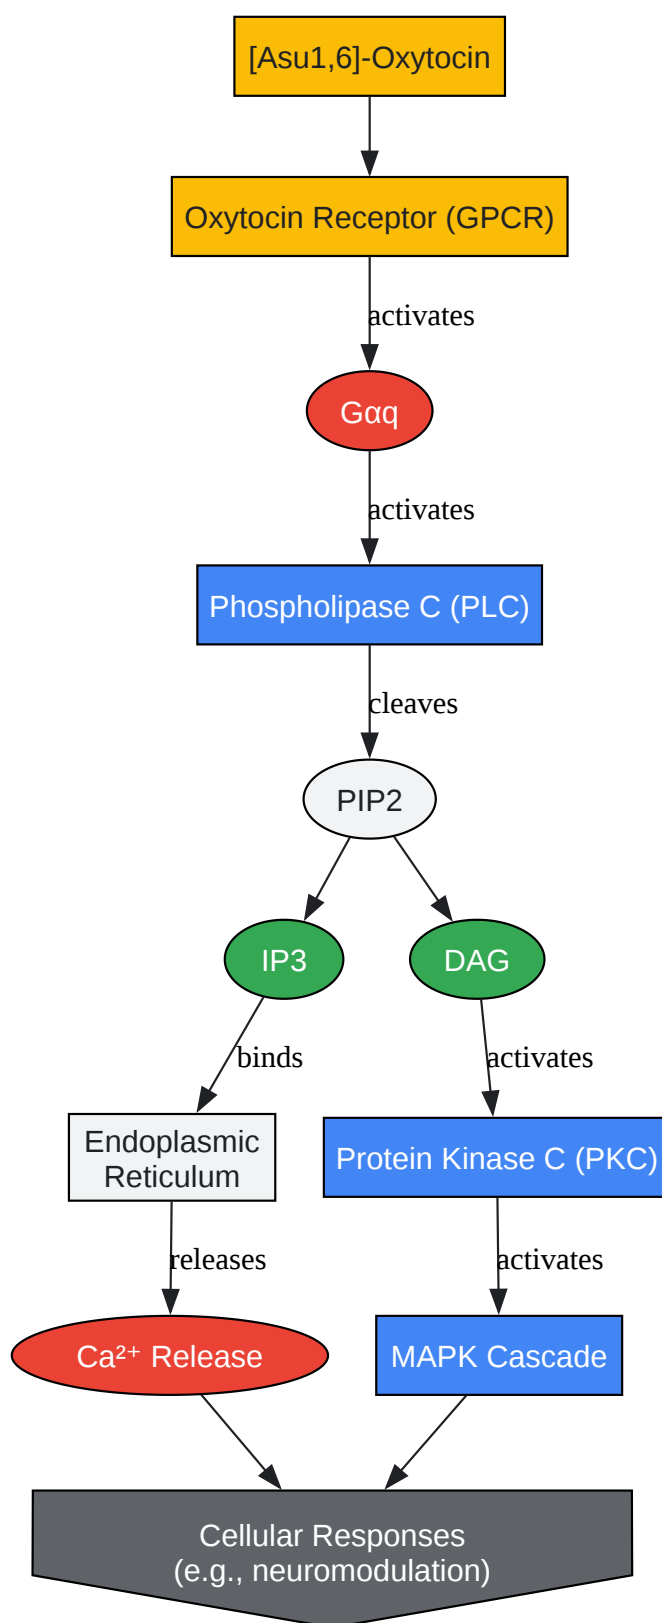 [Asu1,6]-Oxytocin
Oxytocin Receptor (GPCR)
activates
Gαq
activates
Phospholipase C (PLC)
cleaves
PIP2
IP3
DAG
binds
activates
Endoplasmic
Reticulum
Protein Kinase C (PKC)
releases
activates
Ca²⁺ Release
MAPK Cascade
Cellular Responses
(e.g., neuromodulation)